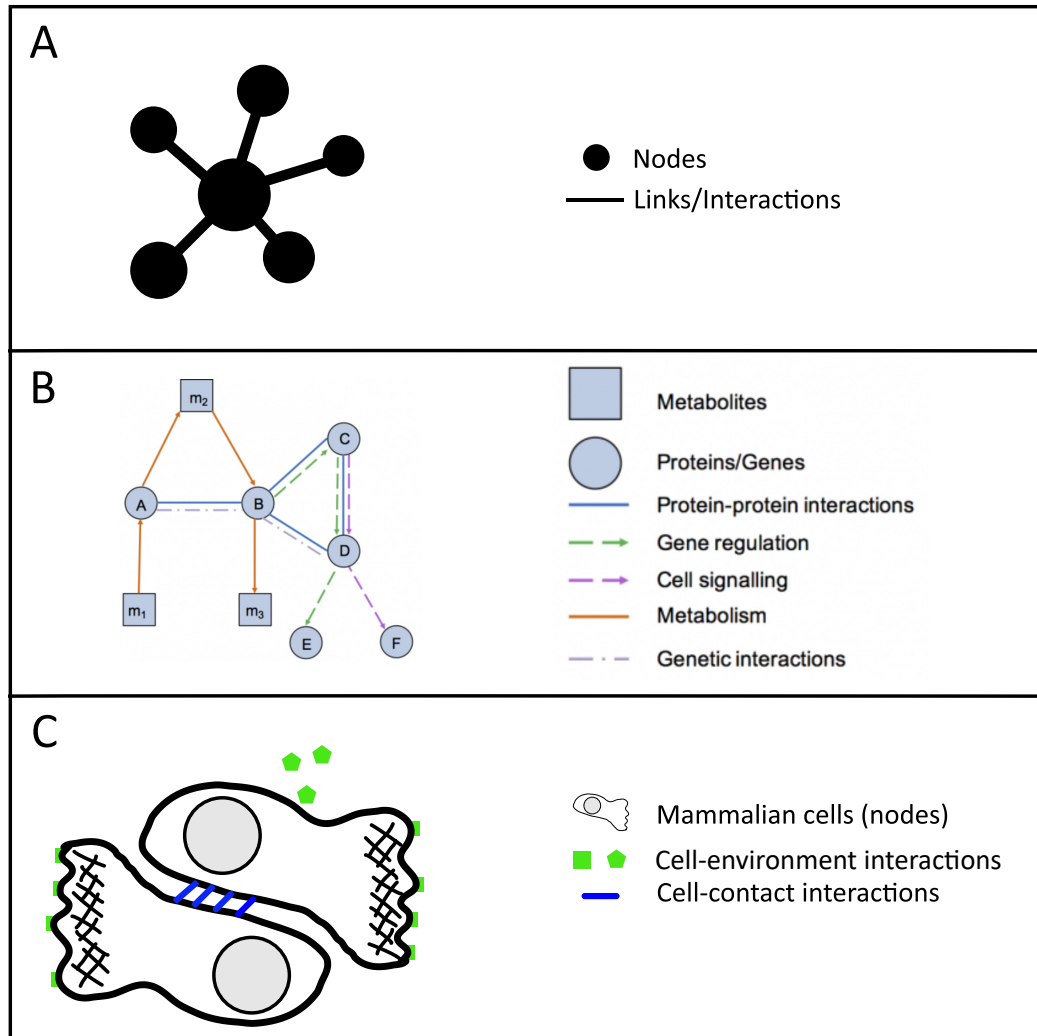 A
Nodes
Links/Interactions
B
m2
C
A
B
D
m1
m3
E
F
Metabolites
Proteins/Genes
Protein-protein interactions
Gene regulation
Cell signalling
Metabolism
Genetic interactions
C
Mammalian cells (nodes)
Cell-environment interactions
Cell-contact interactions